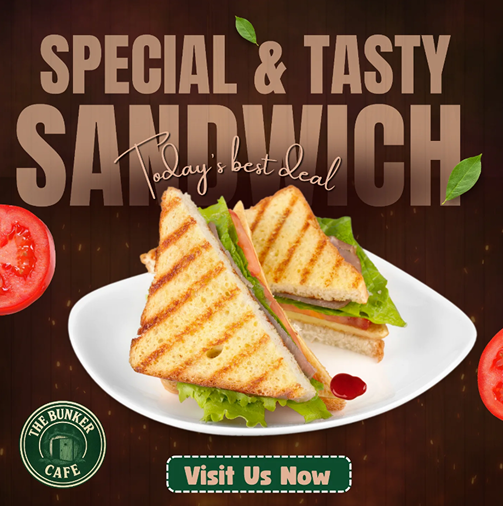 SPECIAL & TASTY
SANDWICH
Today's best deal
THE BUNKER
CAFE
Visit Us Now